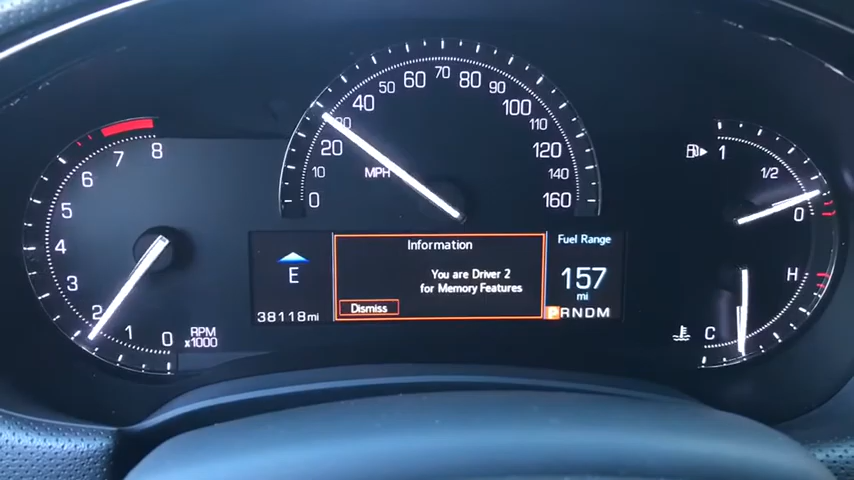 0
10
20
30
40
50
60
70
80
90
100
110
120
140
160
MPH
8
7
6
5
4
3
2
1
0
RPM
x1000
1
1/2
0
H
C
E
38118mi
Information
You are Driver 2
for Memory Features
Dismiss
Fuel Range
157
mi
PRNDM